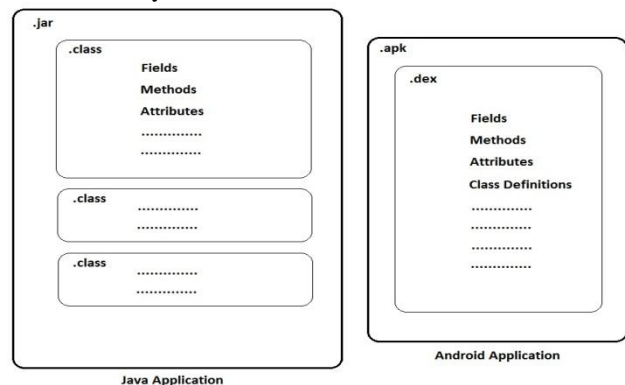 .jar
.class
Fields
Methods
Attributes
..............
..............
.class
..............
..............
.class
..............
..............
Java Application
.apk
.dex
Fields
Methods
Attributes
Class Definitions
..............
..............
..............
..............
Android Application